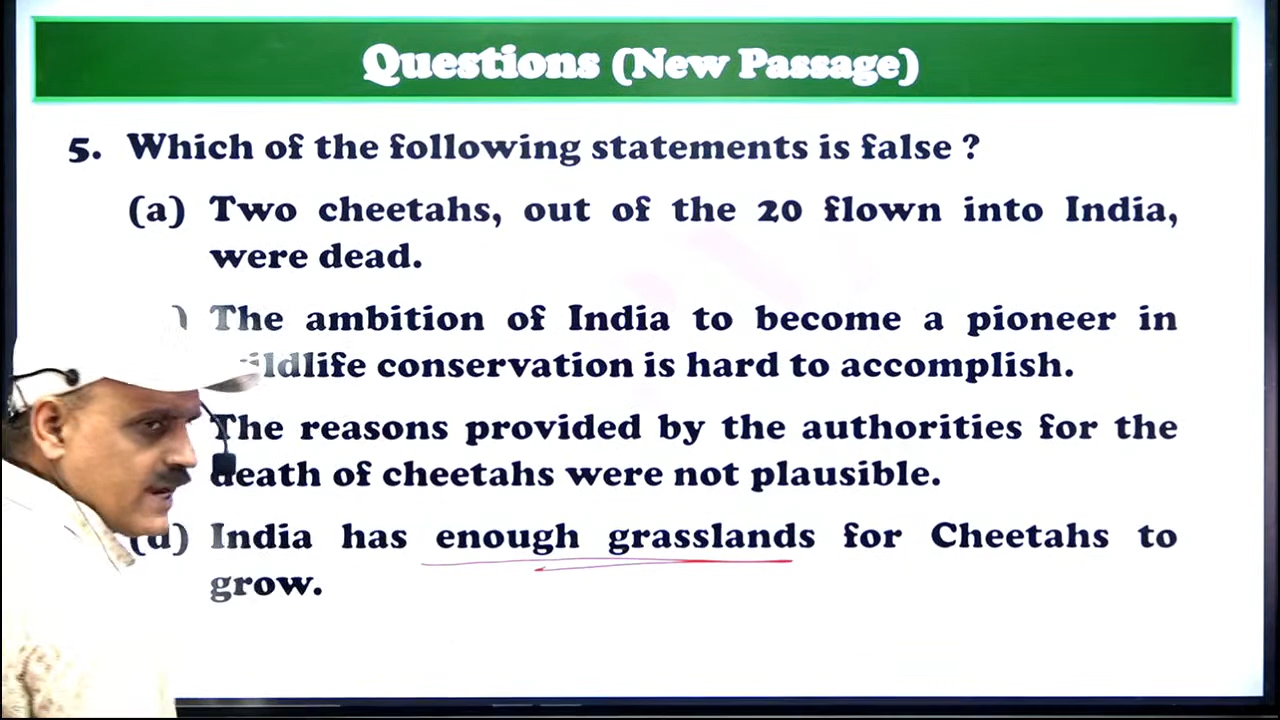 Questions (New Passage)
5. Which of the following statements is false ?
(a) Two cheetahs, out of the 20 flown into India,
were dead.
) The ambition of India to become a pioneer in
ildlife conservation is hard to accomplish.
The reasons provided by the authorities for the
death of cheetahs were not plausible.
(d) India has enough grasslands for Cheetahs to
grow.